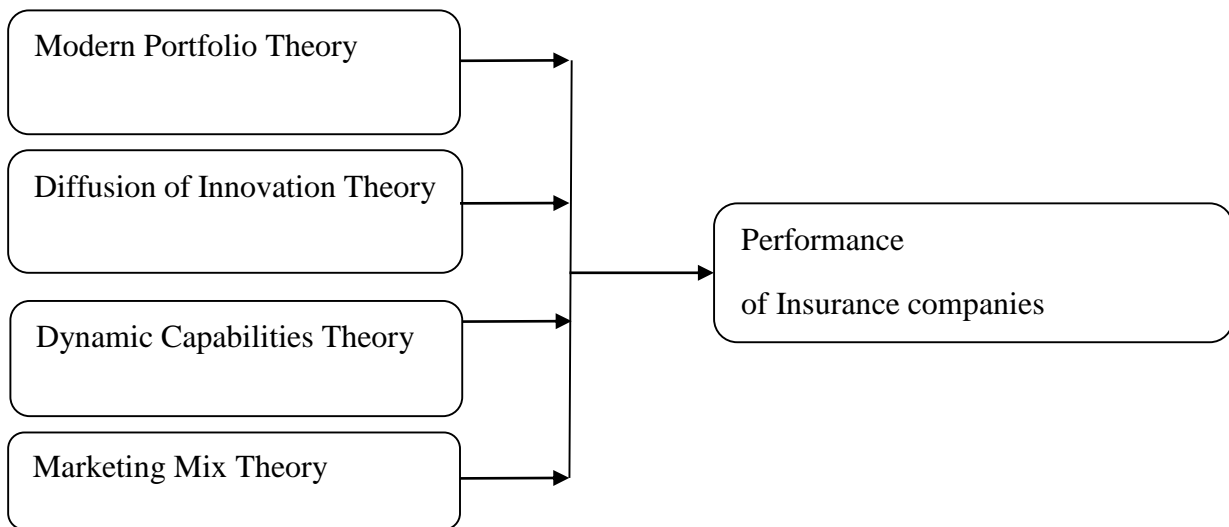 Modern Portfolio Theory
Diffusion of Innovation Theory
Dynamic Capabilities Theory
Marketing Mix Theory
Performance
of Insurance companies